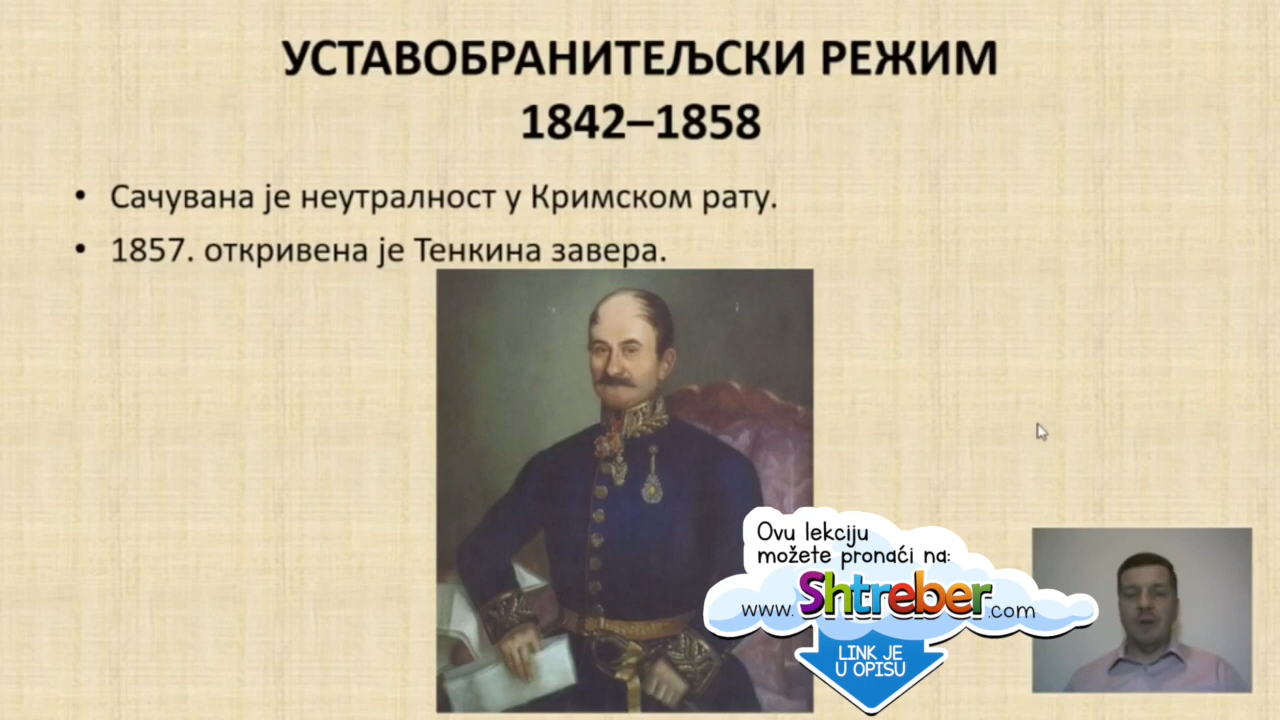 УСТАВОБРАНИТЕЉСКИ РЕЖИМ
1842–1858
• Сачувана је неутралност у Кримском рату.
• 1857. откривена је Тенкина завера.
Ovu lekciju
možete pronaći na:
www.Shtreber.com
LINK JE
U OPISU